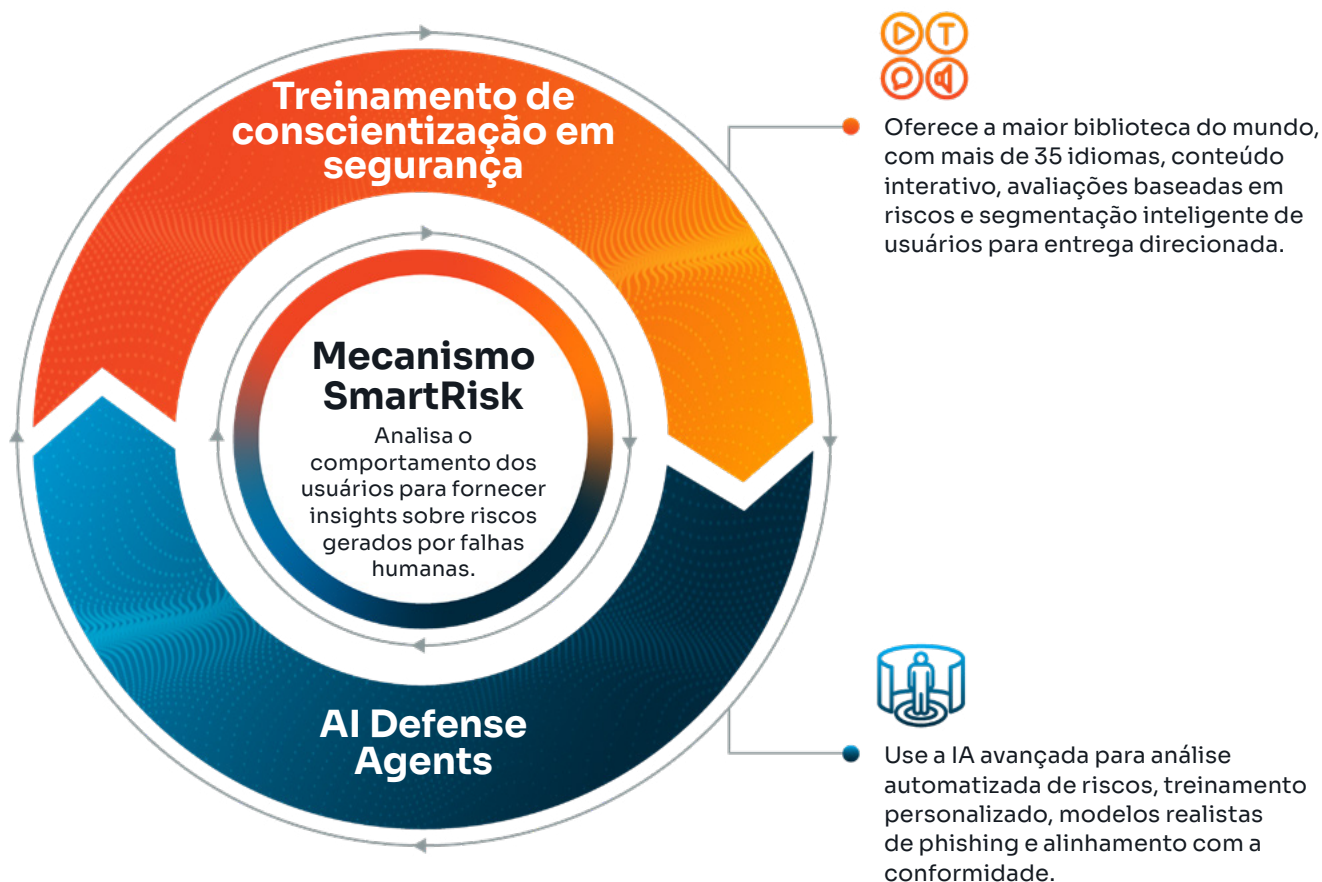 Treinamento de
conscientização em
segurança
T
Oferece a maior biblioteca do mundo,
com mais de 35 idiomas, conteúdo
interativo, avaliações baseadas em
riscos e segmentação inteligente de
usuários para entrega direcionada.
Mecanismo
SmartRisk
Analisa o
comportamento dos
usuários para fornecer
insights sobre riscos
gerados por falhas
humanas.
AI Defense
Agents
Use a IA avançada para análise
automatizada de riscos, treinamento
personalizado, modelos realistas
de phishing e alinhamento com a
conformidade.